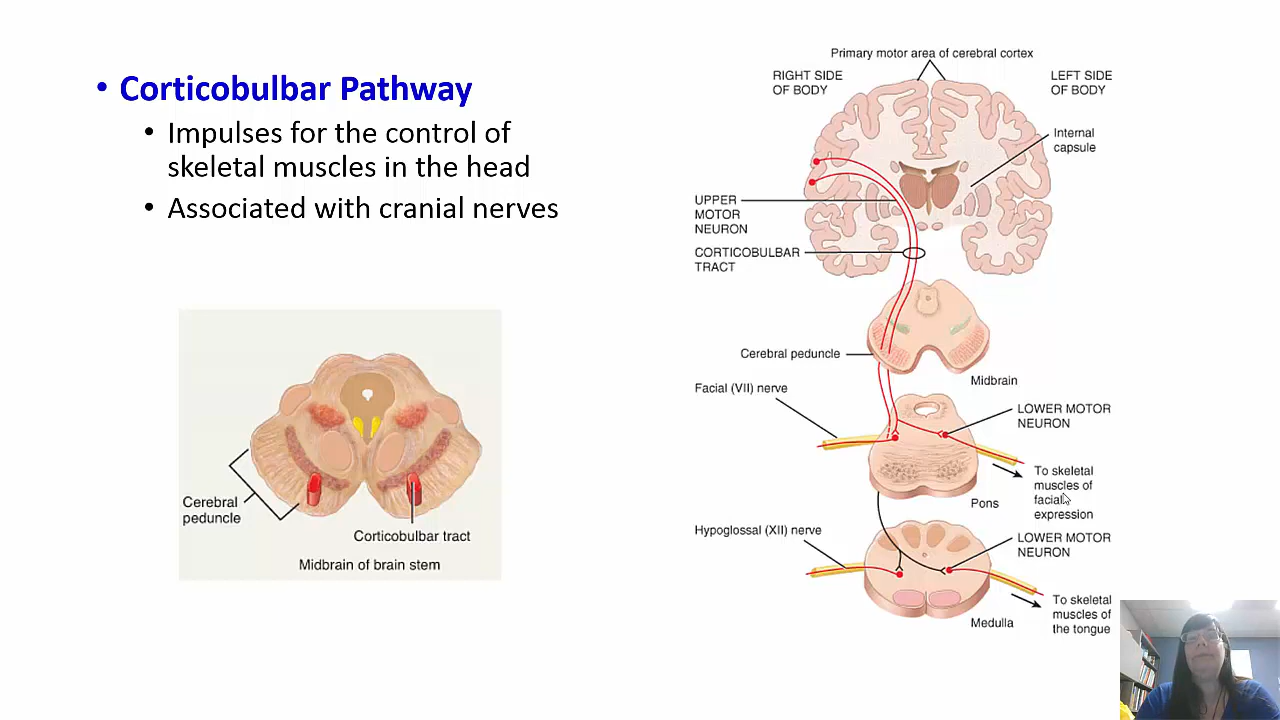 Corticobulbar Pathway
Impulses for the control of
skeletal muscles in the head
Associated with cranial nerves
Cerebral
peduncle
Corticobulbar tract
Midbrain of brain stem
Primary motor area of cerebral cortex
RIGHT SIDE
OF BODY
LEFT SIDE
OF BODY
Internal
capsule
UPPER
MOTOR
NEURON
CORTICOBULBAR
TRACT
Cerebral peduncle
Midbrain
Facial (VII) nerve
LOWER MOTOR
NEURON
To skeletal
muscles of
facial
expression
Pons
Hypoglossal (XII) nerve
LOWER MOTOR
NEURON
To skeletal
muscles of
the tongue
Medulla